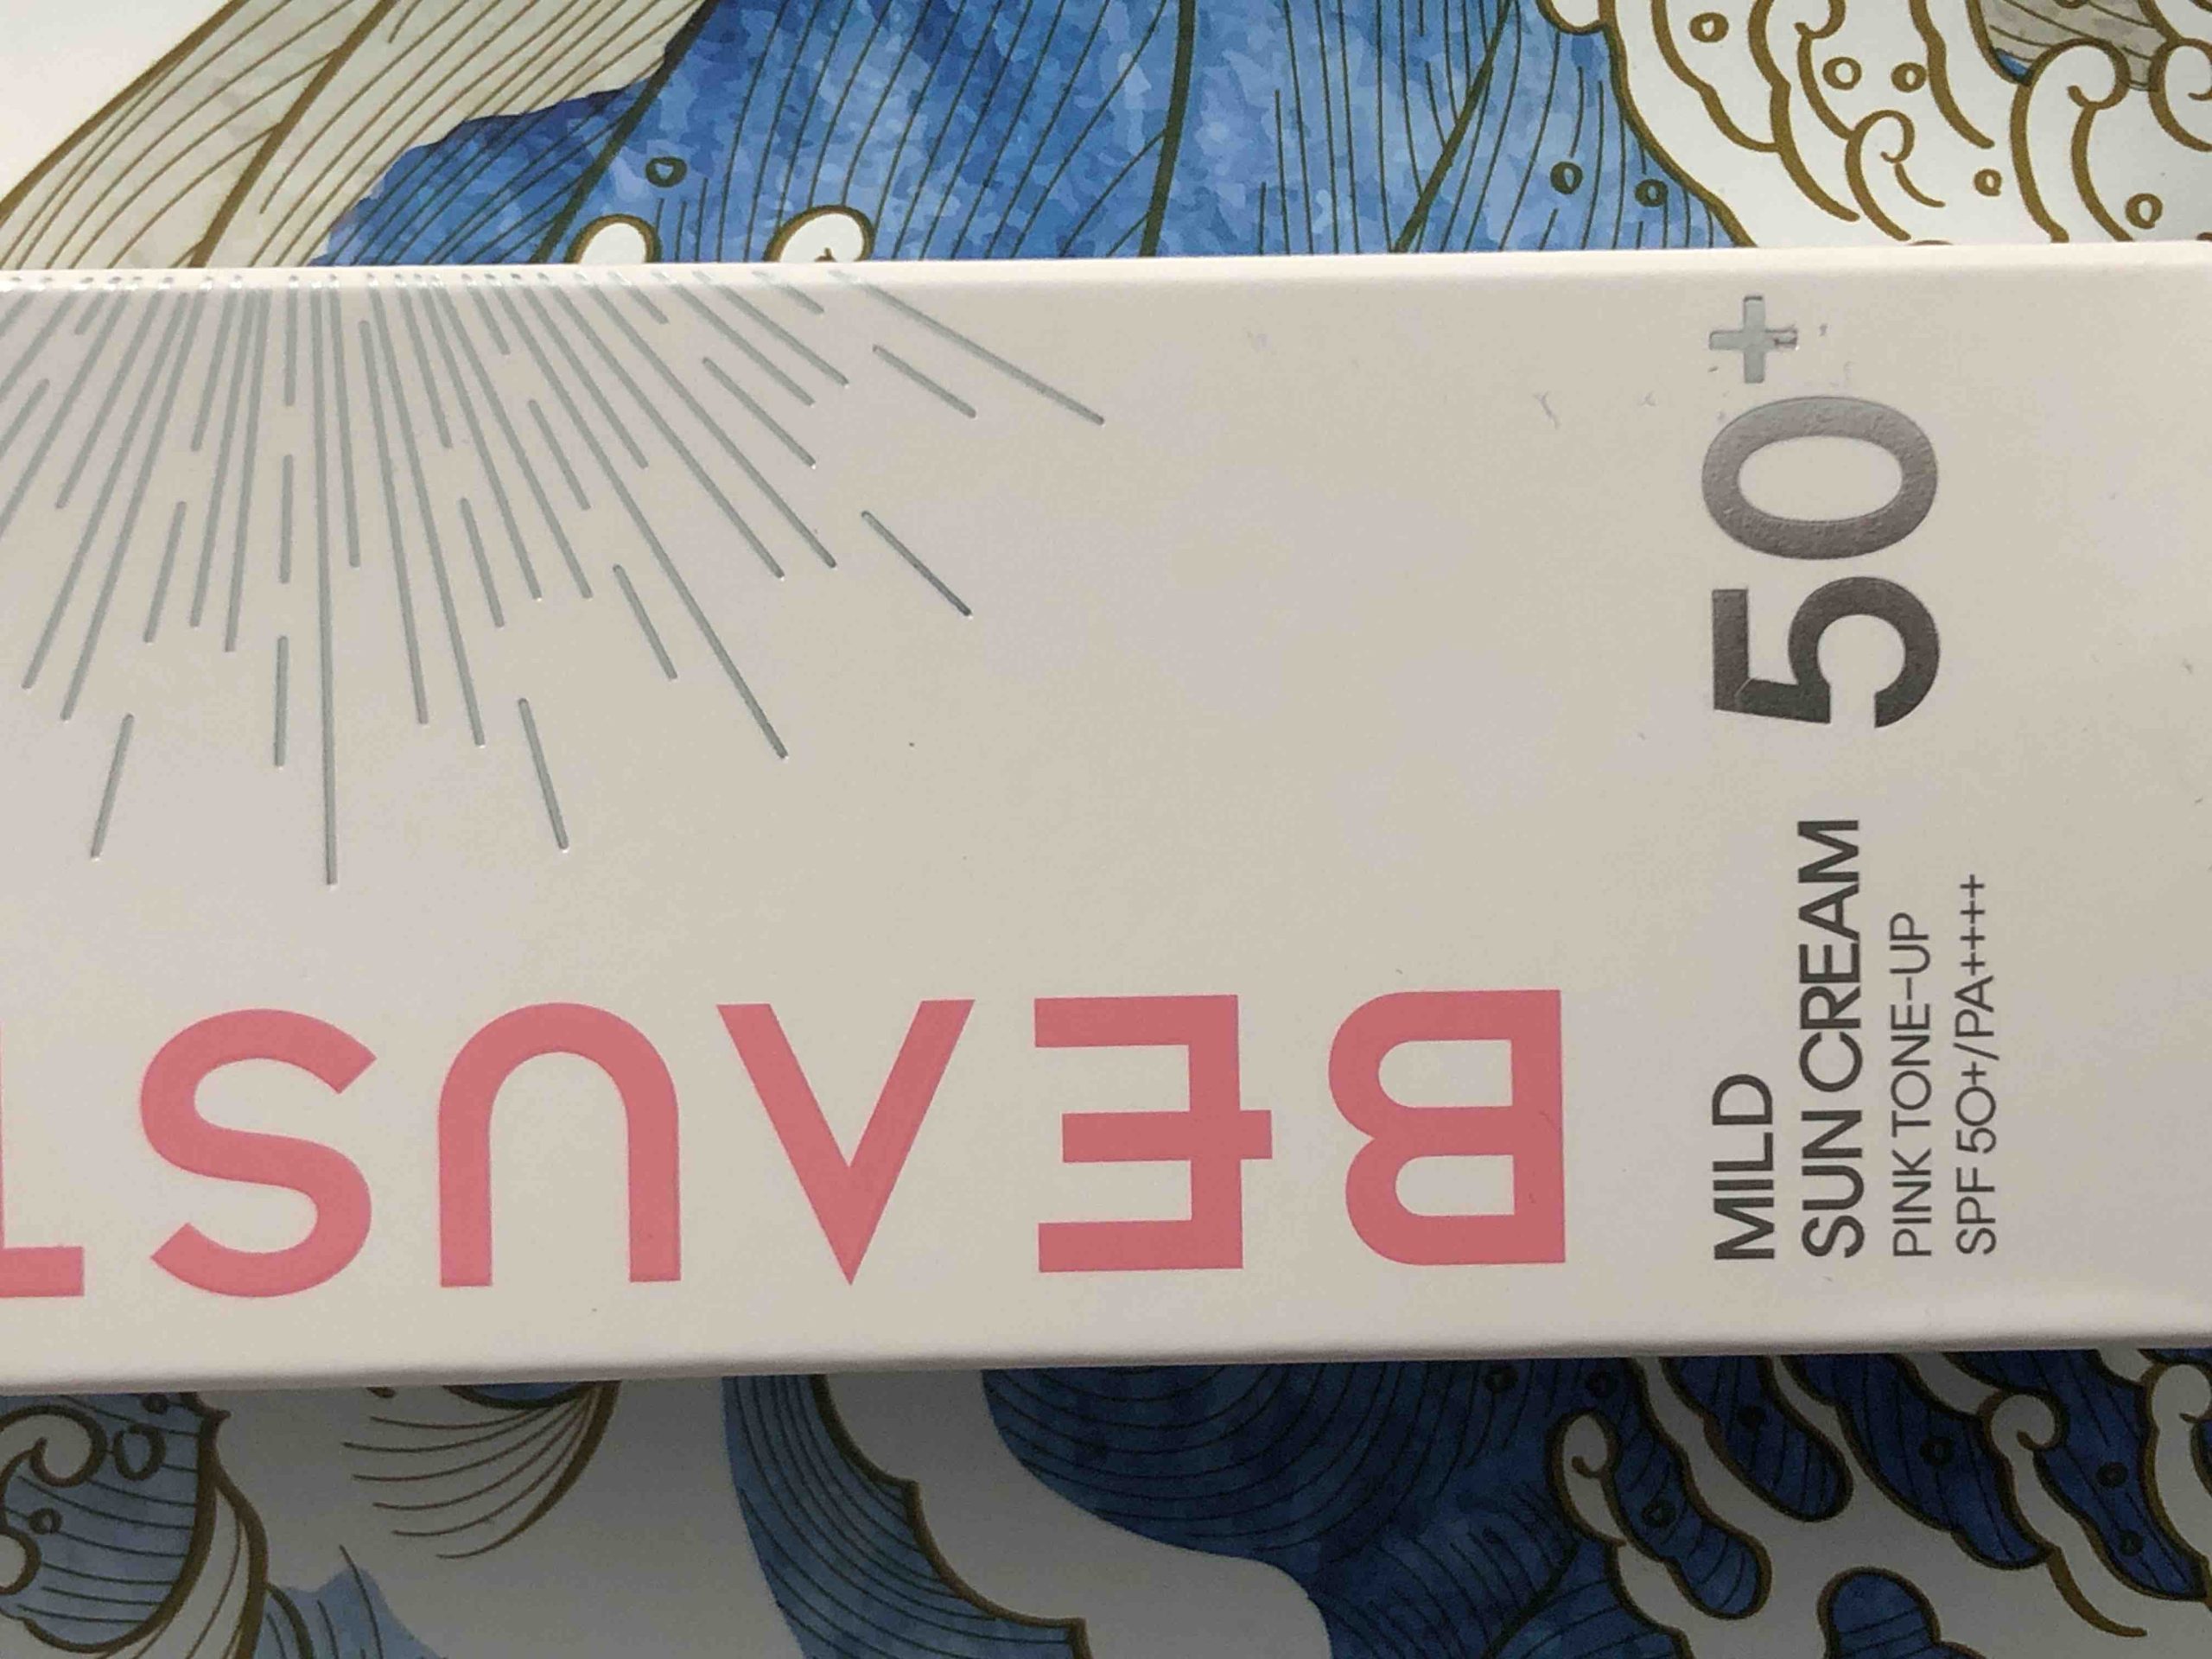 BEAUST
MILD
SUN CREAM 50+
PINK TONE-UP
SPF 50+/PA++++